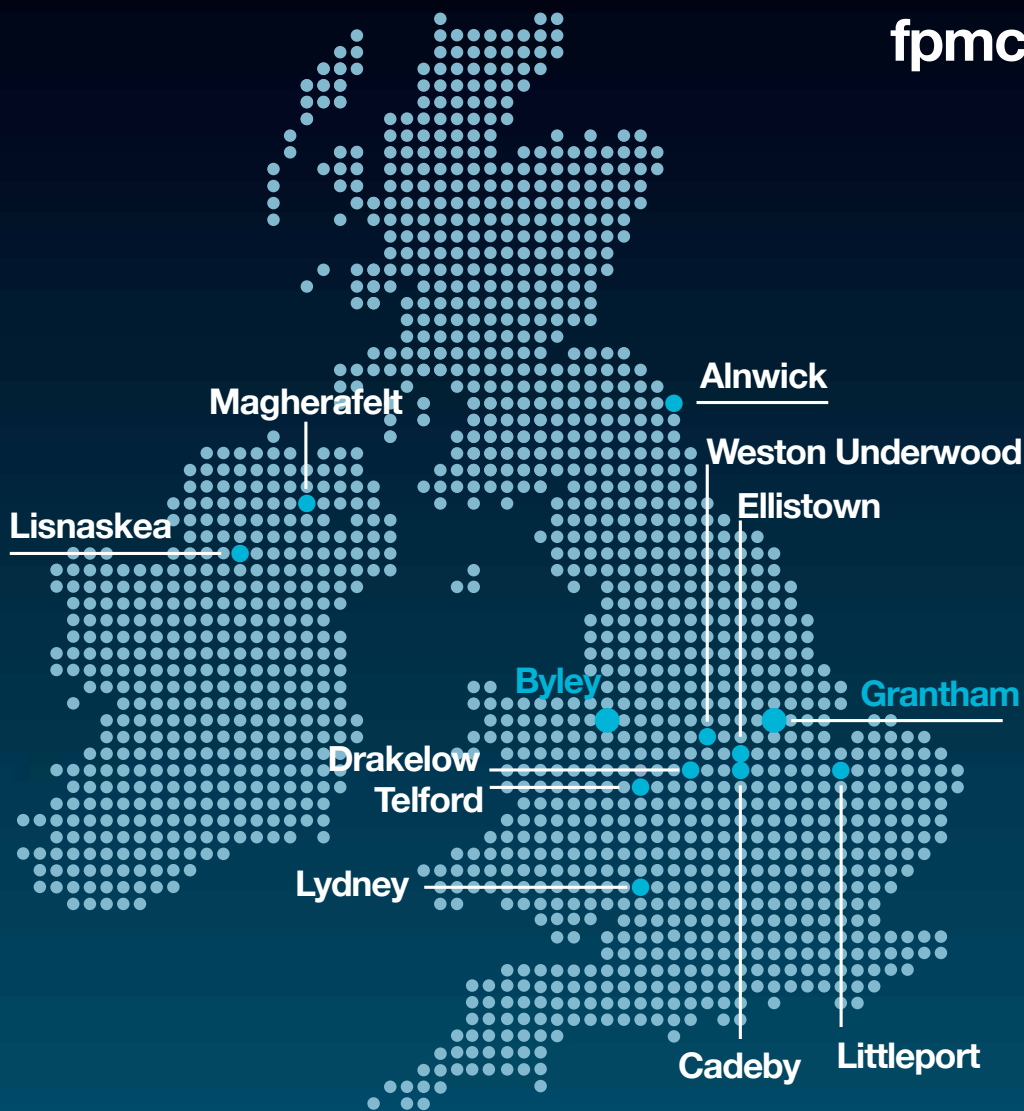 fpmc
Alnwick
Magherafelt
Weston Underwood
Ellistown
Lisnaskea
Byley
Grantham
Drakelow
Telford
Lydney
Cadeby
Littleport